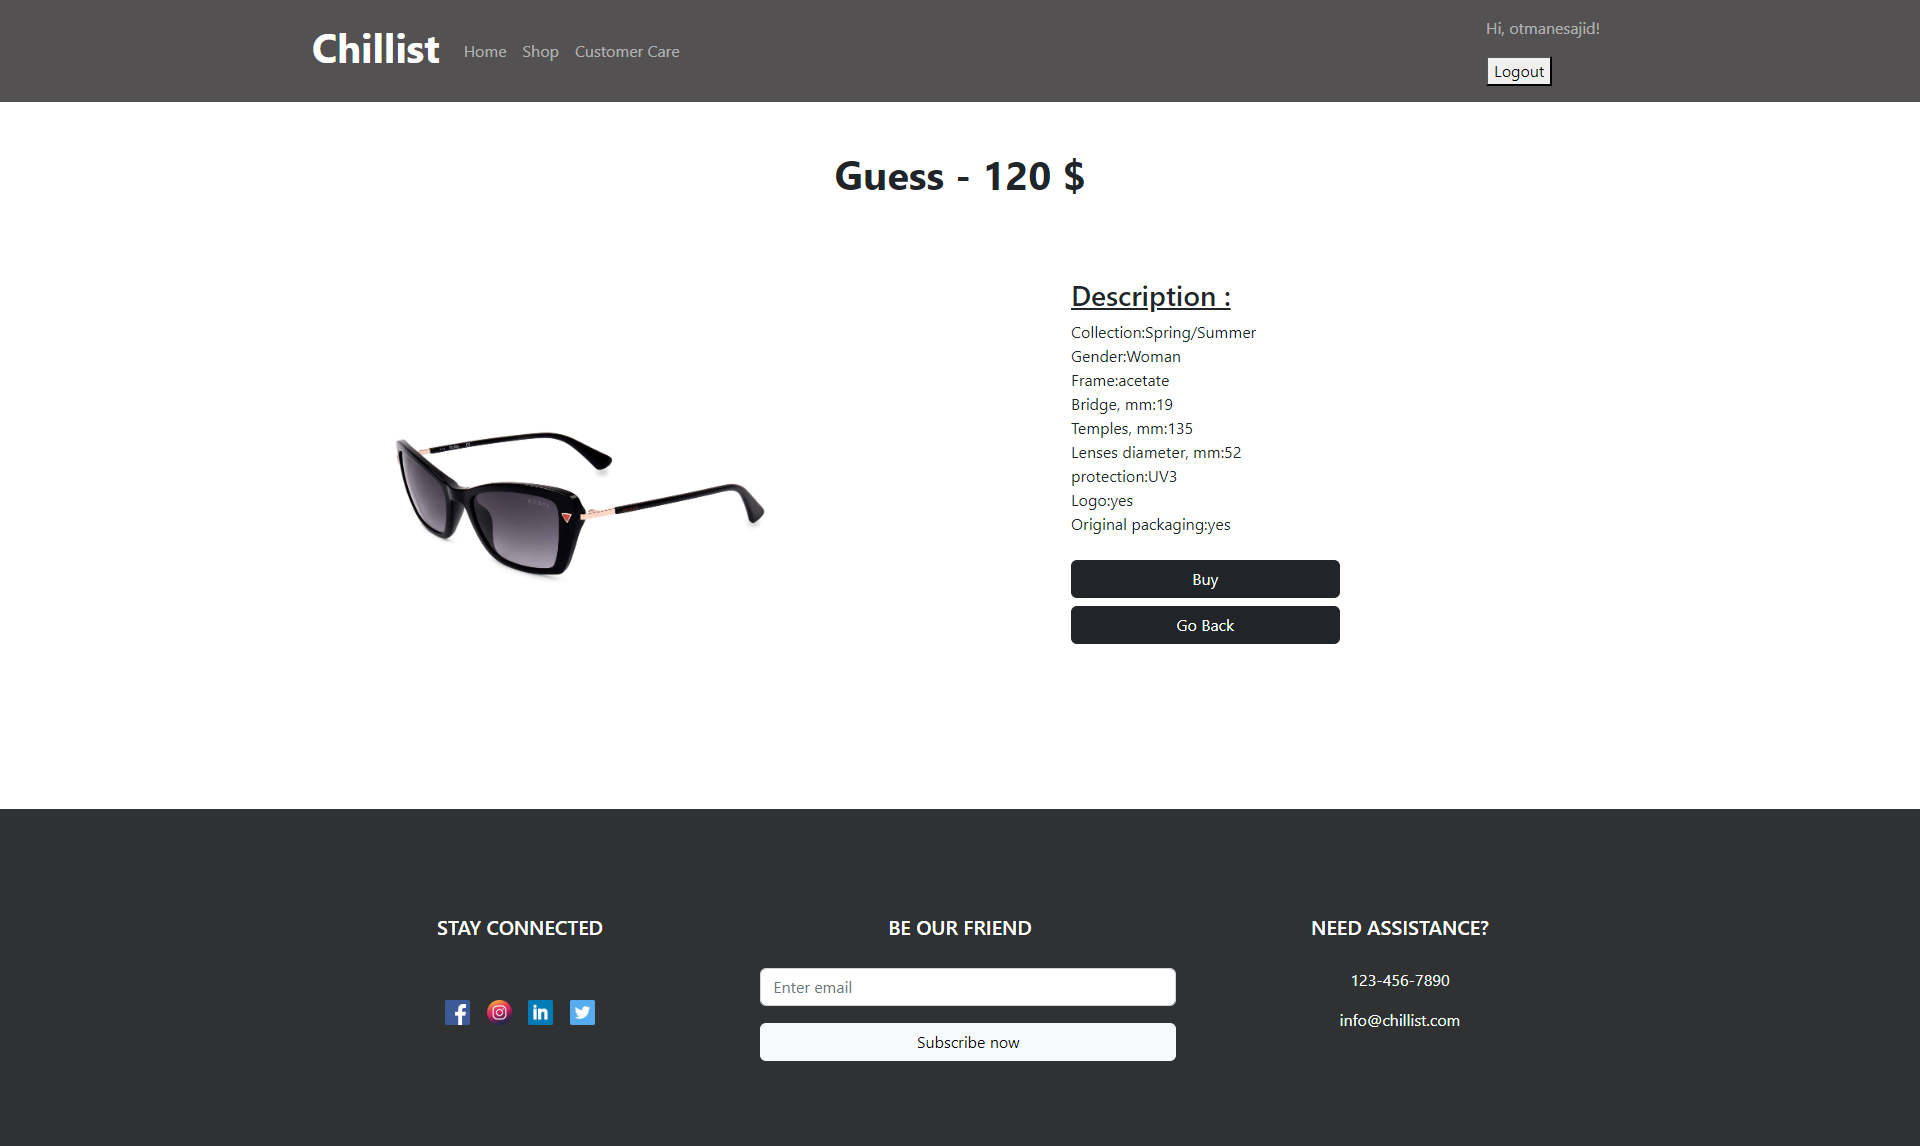 Chillist
Home
Shop
Customer Care
Hi, otmanesajid!
Logout
Guess - 120 $
Description :
Collection:Spring/Summer
Gender:Woman
Frame:acetate
Bridge, mm:19
Temples, mm:135
Lenses diameter, mm:52
protection:UV3
Logo:yes
Original packaging:yes
Buy
Go Back
STAY CONNECTED
BE OUR FRIEND
Enter email
Subscribe now
NEED ASSISTANCE?
123-456-7890
info@chillist.com